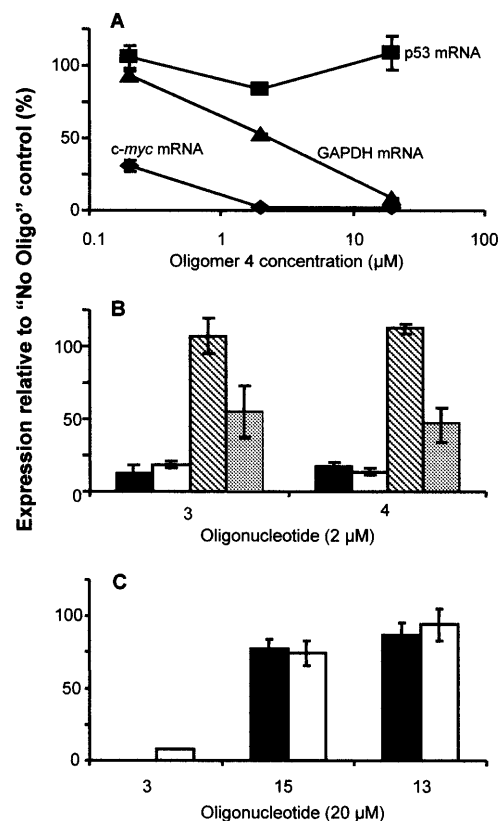 Expression relative to "No Oligo" control (%)
A
100
75
50
25
0
p53 mRNA
c-myc mRNA
GAPDH mRNA
0.1 1 10 100
Oligomer 4 concentration (µM)
B
100
50
0
3 4
Oligonucleotide (2 µM)
C
100
50
0
3 15 13
Oligonucleotide (20 µM)